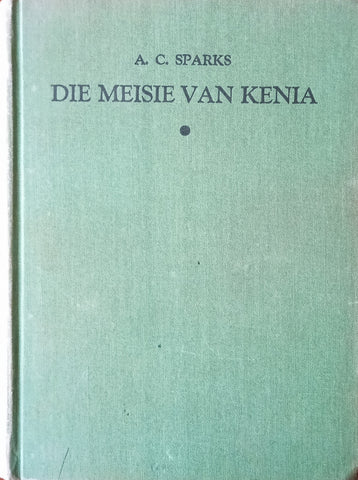 A. C. SPARKS
DIE MEISIE VAN KENIA